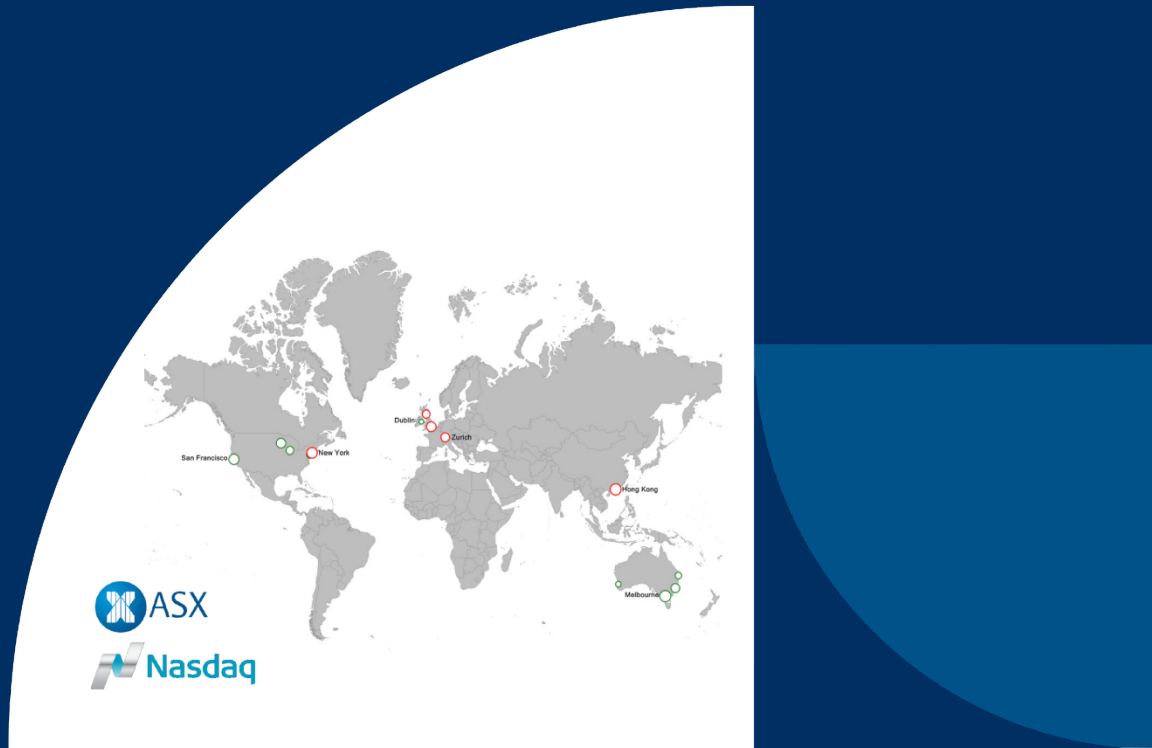 Dublin
Zurich
San Francisco
New York
Hong Kong
Melbourne
ASX
Nasdaq